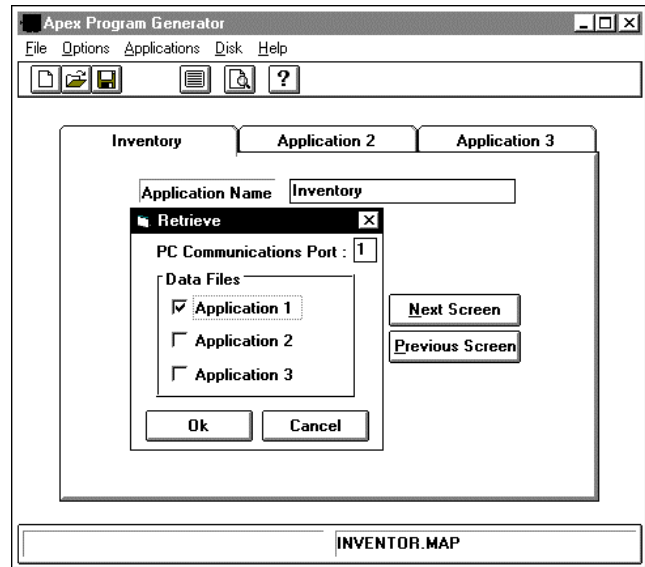 Apex Program Generator
File Options Applications Disk Help
?
Inventory Application 2 Application 3
Application Name Inventory
Retrieve
PC Communications Port : 1
Data Files
Application 1
Application 2
Application 3
Next Screen
Previous Screen
Ok Cancel
INVENTOR.MAP